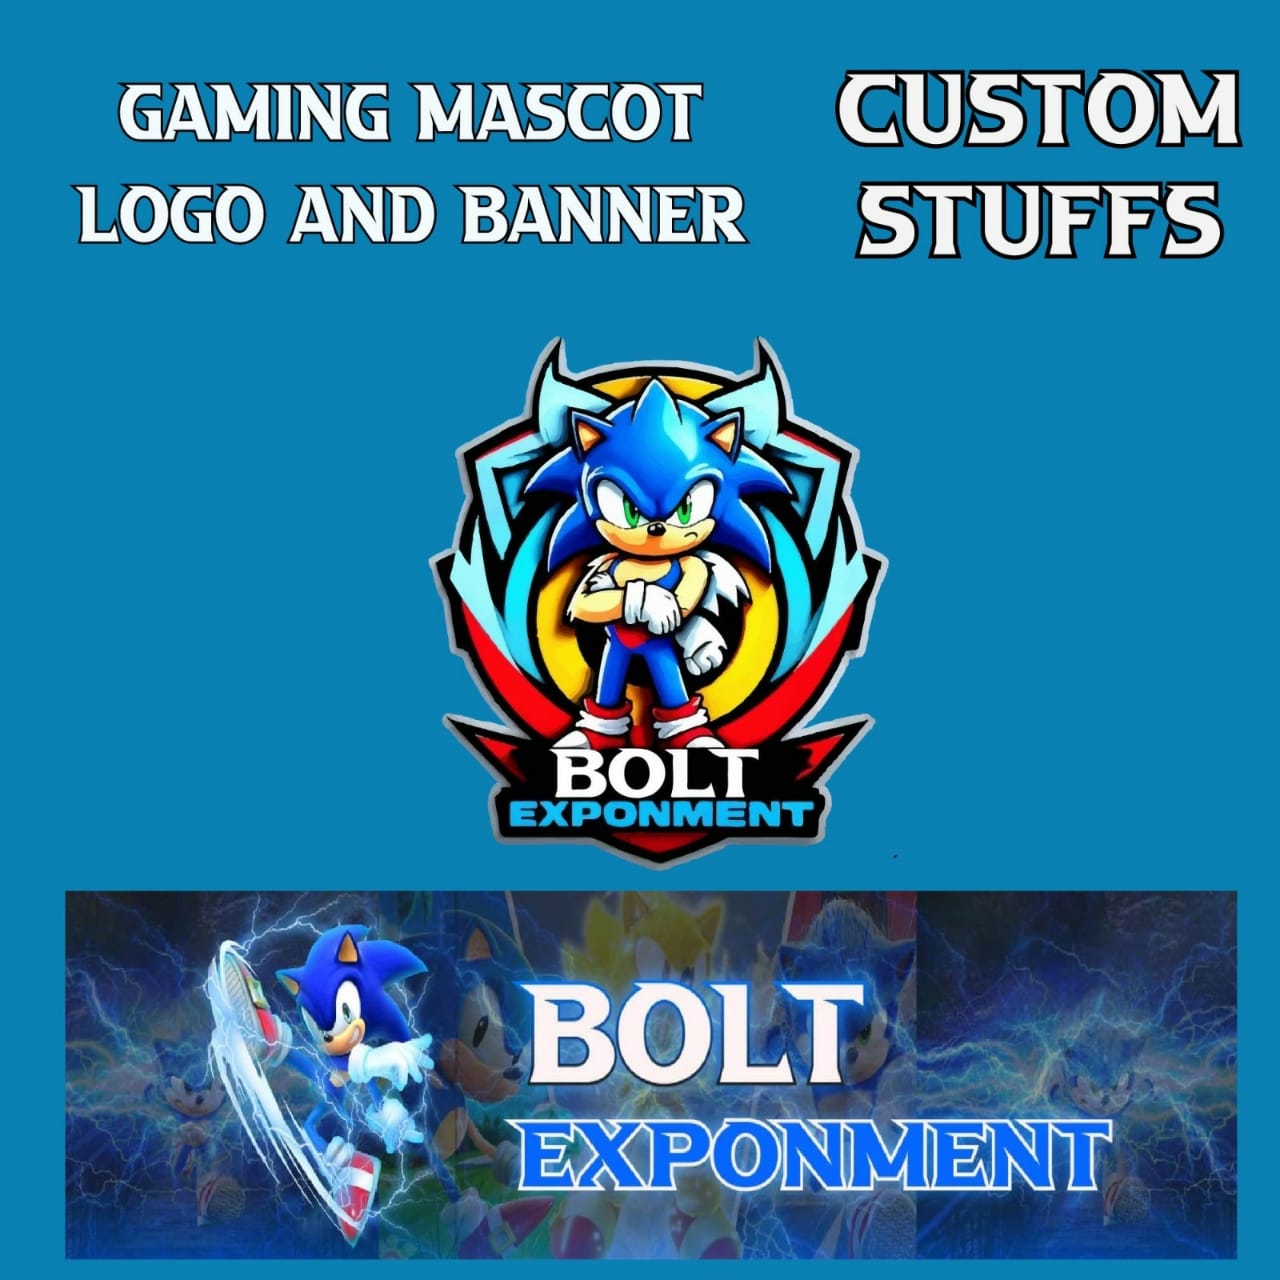 GAMING MASCOT
LOGO AND BANNER
CUSTOM
STUFFS
BOLT
EXPONMENT
BOLT
EXPONMENT